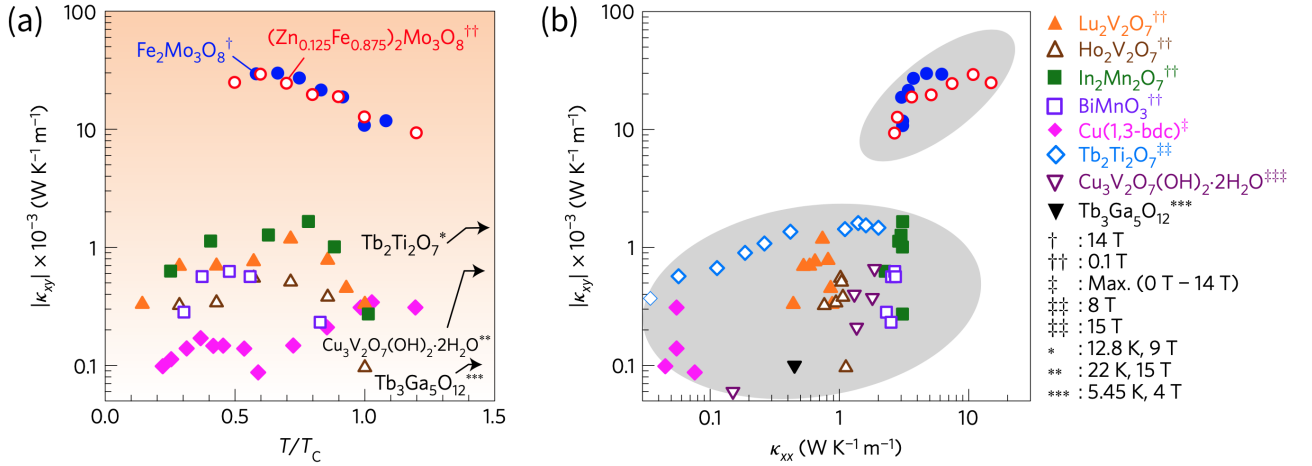 (a)
100
10
1
0.1
|κxy| ×10⁻³ (W K⁻¹ m⁻¹)
Fe₂Mo₃O₈†
(Zn₀.₁₂₅Fe₀.₈₇₅)₂Mo₃O₈††
Tb₂Ti₂O₇*
Cu₃V₂O₇(OH)₂·2H₂O**
Tb₃Ga₅O₁₂***
0.0 0.5 1.0 1.5
T/TC
(b)
100
10
1
0.1
|κxy| ×10⁻³ (W K⁻¹ m⁻¹)
0.1 1 10
κxx (W K⁻¹ m⁻¹)
Lu₂V₂O₇††
Ho₂V₂O₇††
In₂Mn₂O₇††
BiMnO₃††
Cu(1,3-bdc)‡
Tb₂Ti₂O₇‡‡
Cu₃V₂O₇(OH)₂·2H₂O‡‡‡
Tb₃Ga₅O₁₂***
† : 14 T
†† : 0.1 T
‡ : Max. (0 T – 14 T)
‡‡ : 8 T
‡‡ : 15 T
* : 12.8 K, 9 T
** : 22 K, 15 T
*** : 5.45 K, 4 T